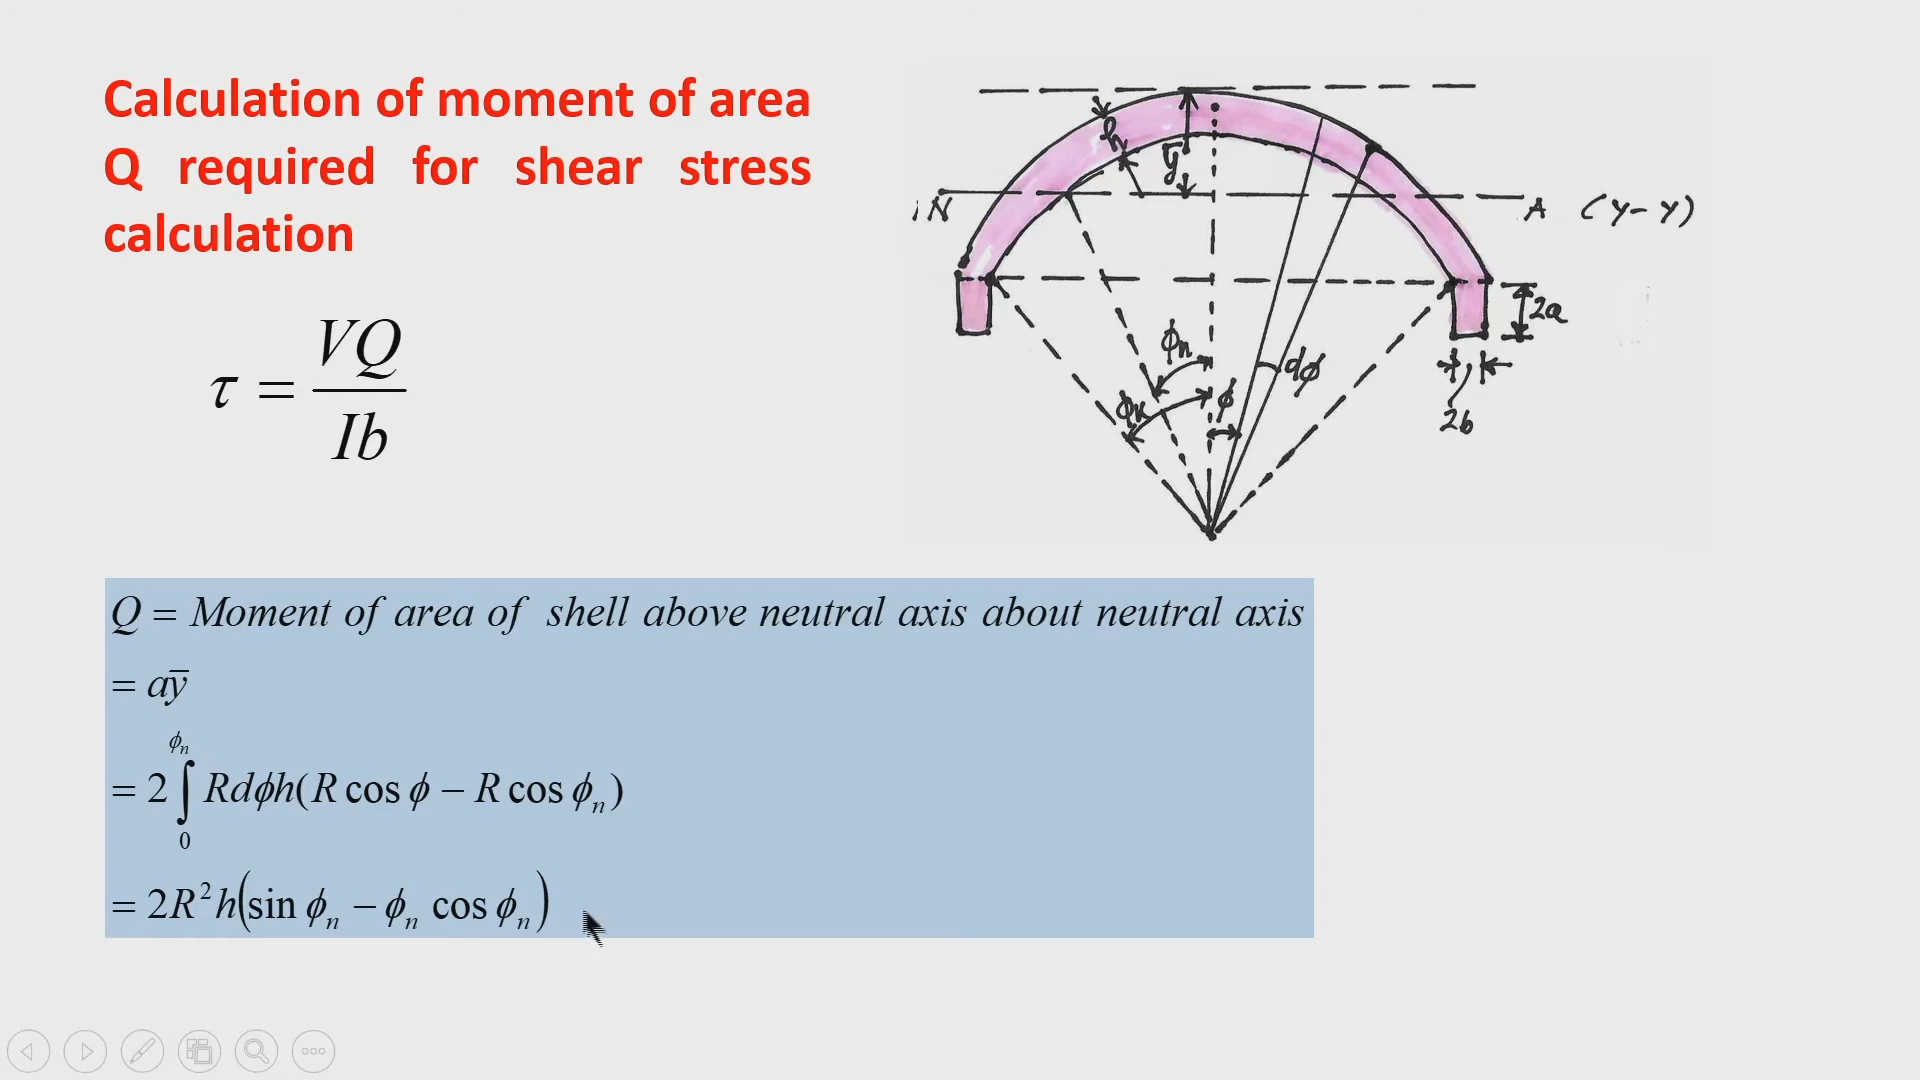 Calculation of moment of area
Q required for shear stress
calculation
τ = VQ / Ib
h
ȳ
N
A (Y-Y)
2a
2b
ϕn
ϕk
ϕ
dϕ
Q = Moment of area of shell above neutral axis about neutral axis
= aȳ
= 2 ∫₀^ϕn Rdϕh(R cos ϕ − R cos ϕn)
= 2R²h(sin ϕn − ϕn cos ϕn)